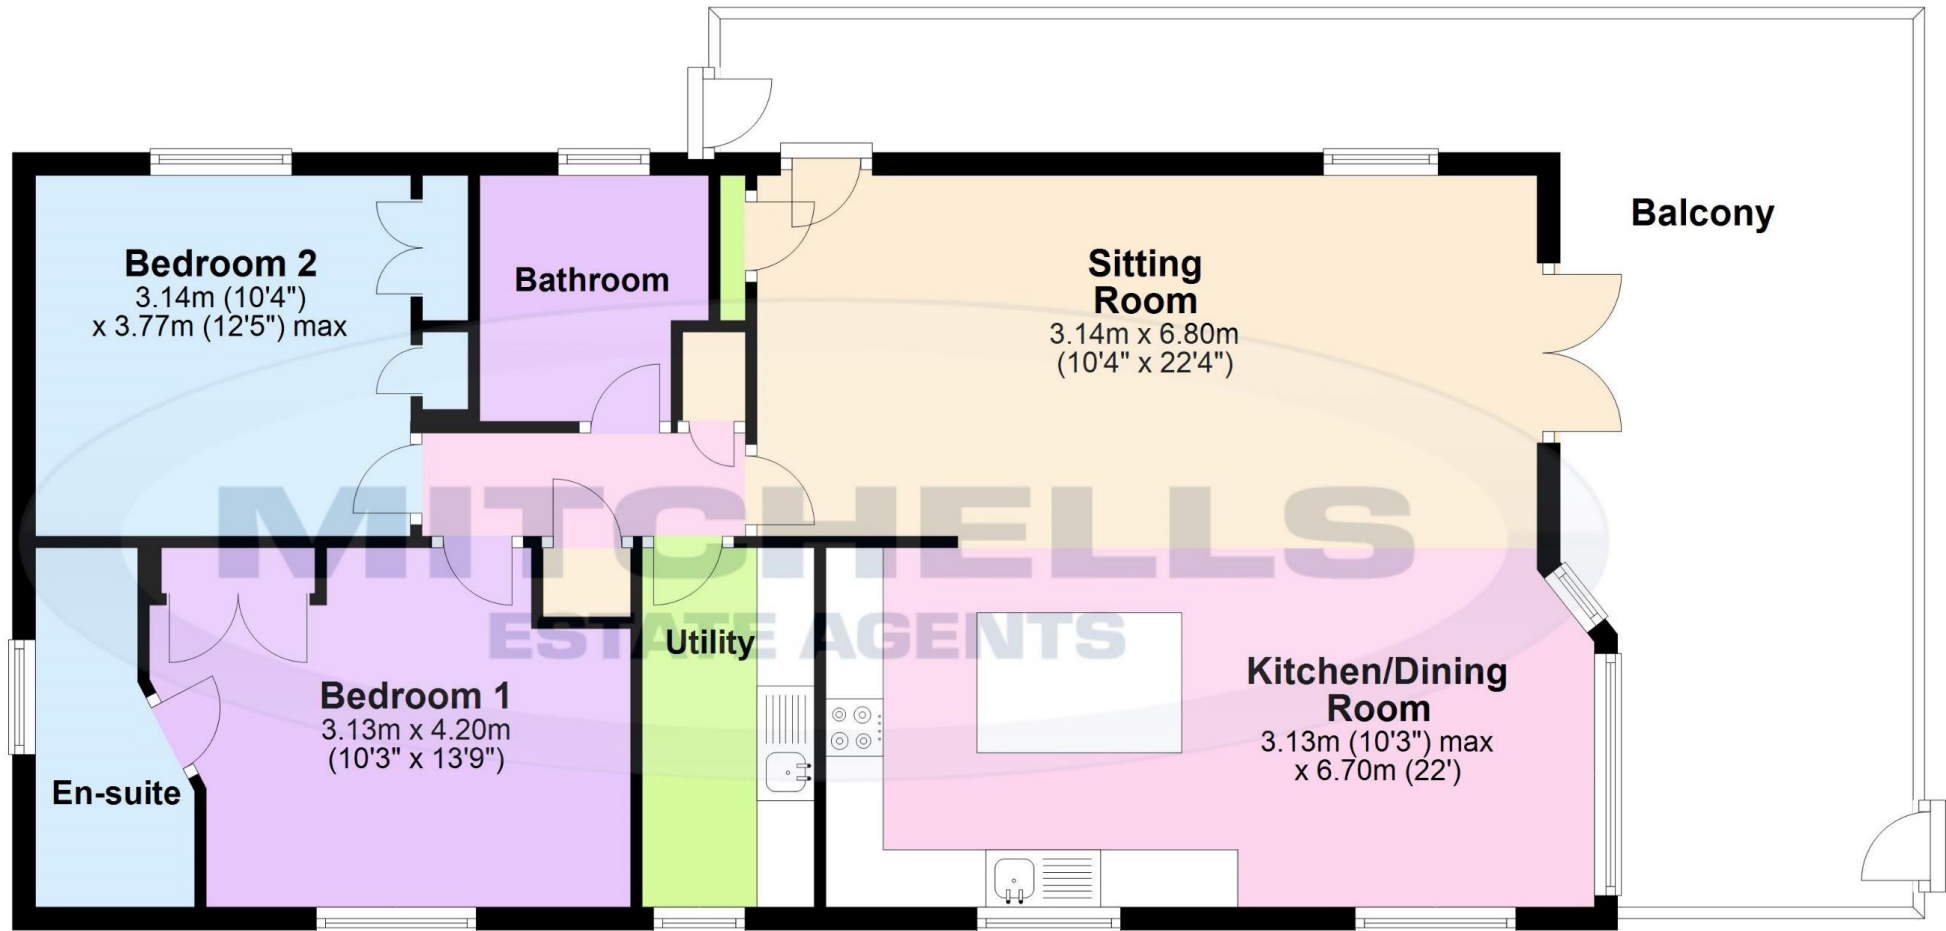 Bedroom 2
3.14m (10'4")
x 3.77m (12'5") max
Bathroom
Sitting
Room
3.14m x 6.80m
(10'4" x 22'4")
Balcony
MITCHELLS
ESTATE AGENTS
Utility
Bedroom 1
3.13m x 4.20m
(10'3" x 13'9")
En-suite
Kitchen/Dining
Room
3.13m (10'3") max
x 6.70m (22')